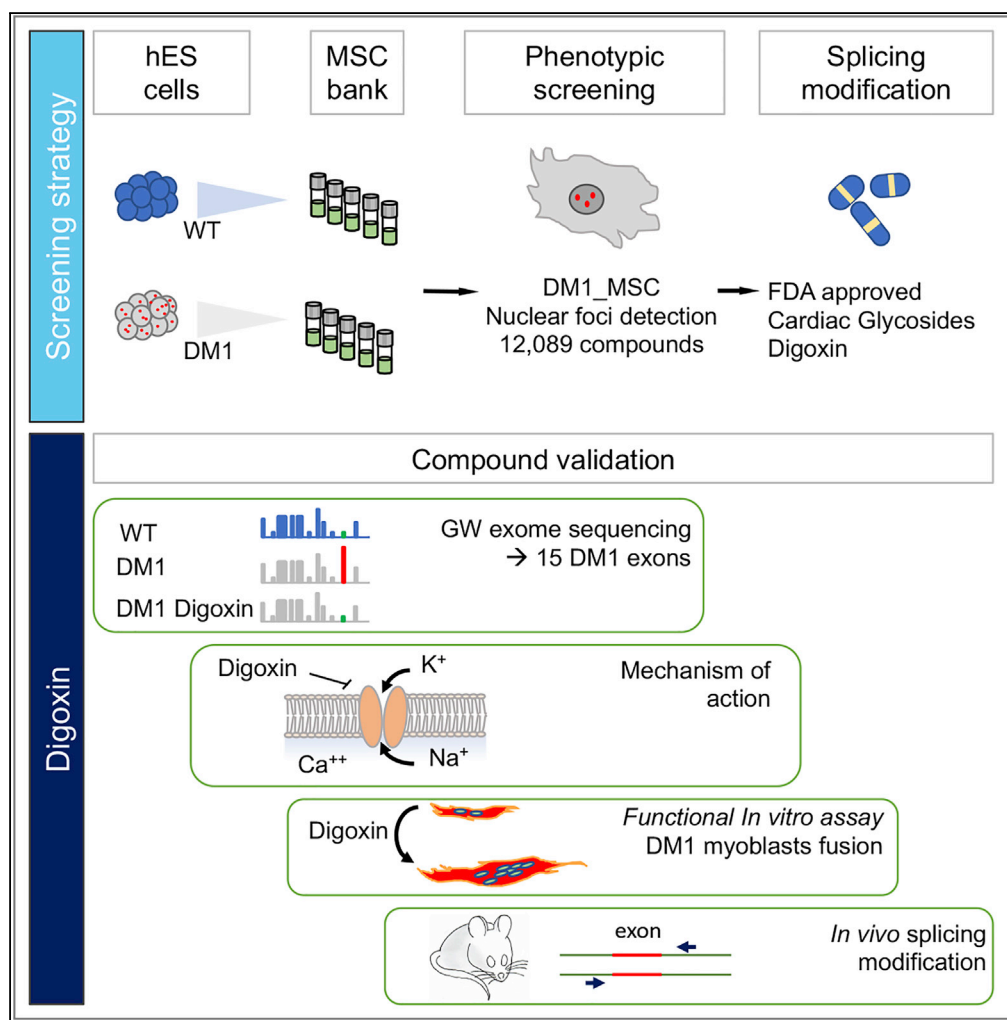 Screening strategy
hES
cells
MSC
bank
Phenotypic
screening
Splicing
modification
WT
DM1
DM1_MSC
Nuclear foci detection
12,089 compounds
FDA approved
Cardiac Glycosides
Digoxin
Digoxin
Compound validation
WT
DM1
DM1 Digoxin
GW exome sequencing
→ 15 DM1 exons
Digoxin
K⁺
Ca⁺⁺
Na⁺
Mechanism of
action
Digoxin
Functional In vitro assay
DM1 myoblasts fusion
exon
In vivo splicing
modification